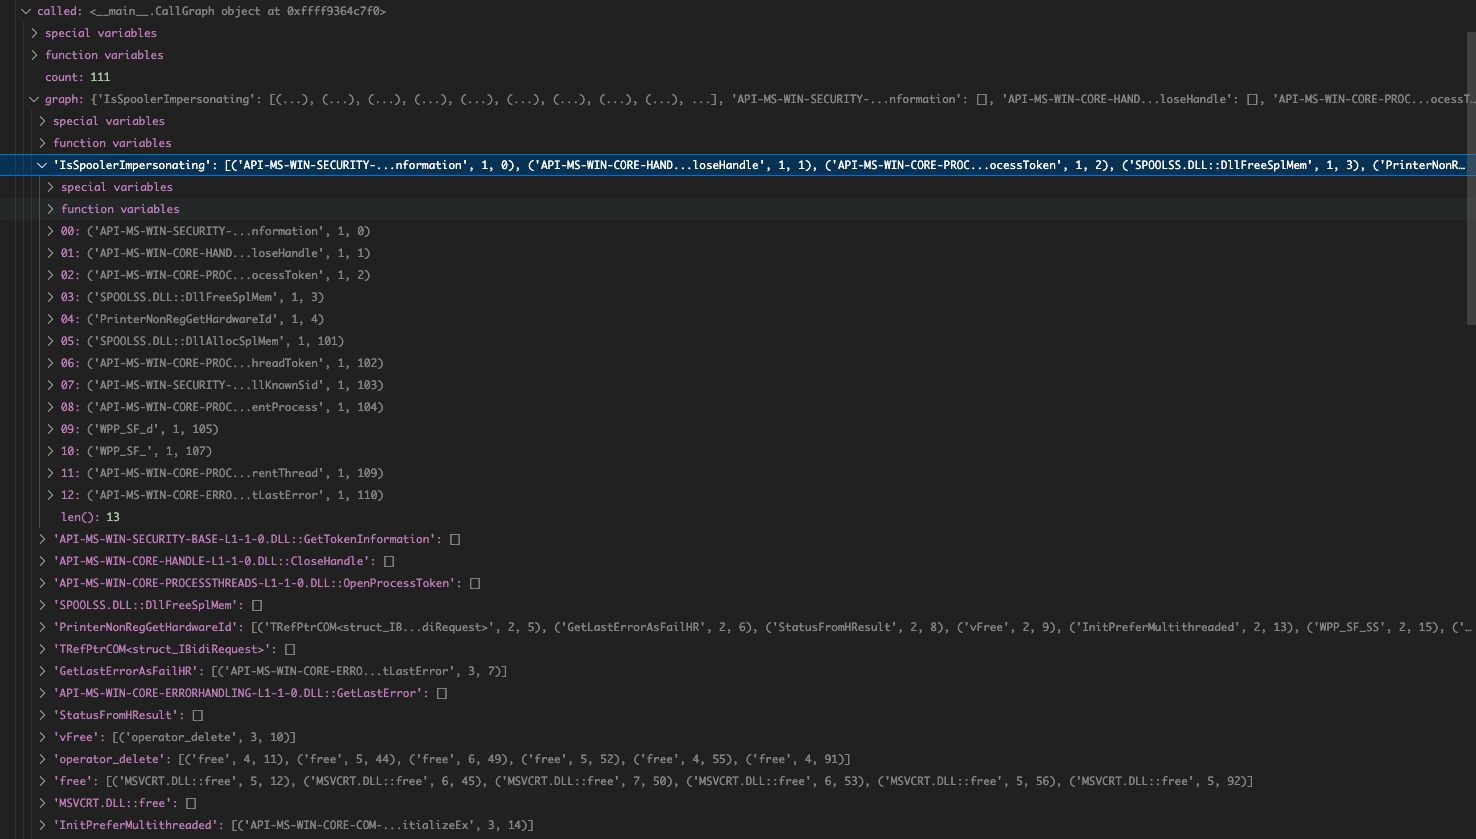 called: <__main__.CallGraph object at 0xffff9364c7f0>
special variables
function variables
count: 111
graph: {'IsSpoolerImpersonating': [(...), (...), (...), (...), (...), (...), (...), (...), (...), ...], 'API-MS-WIN-SECURITY-...nformation': [], 'API-MS-WIN-CORE-HAND...loseHandle': [], 'API-MS-WIN-CORE-PROC...ocessT...
special variables
function variables
'IsSpoolerImpersonating': [('API-MS-WIN-SECURITY-...nformation', 1, 0), ('API-MS-WIN-CORE-HAND...loseHandle', 1, 1), ('API-MS-WIN-CORE-PROC...ocessToken', 1, 2), ('SPOOLSS.DLL::DllFreeSplMem', 1, 3), ('PrinterNonR...
special variables
function variables
00: ('API-MS-WIN-SECURITY-...nformation', 1, 0)
01: ('API-MS-WIN-CORE-HAND...loseHandle', 1, 1)
02: ('API-MS-WIN-CORE-PROC...ocessToken', 1, 2)
03: ('SPOOLSS.DLL::DllFreeSplMem', 1, 3)
04: ('PrinterNonRegGetHardwareId', 1, 4)
05: ('SPOOLSS.DLL::DllAllocSplMem', 1, 101)
06: ('API-MS-WIN-CORE-PROC...hreadToken', 1, 102)
07: ('API-MS-WIN-SECURITY-...llKnownSid', 1, 103)
08: ('API-MS-WIN-CORE-PROC...entProcess', 1, 104)
09: ('WPP_SF_d', 1, 105)
10: ('WPP_SF_', 1, 107)
11: ('API-MS-WIN-CORE-PROC...rentThread', 1, 109)
12: ('API-MS-WIN-CORE-ERRO...tLastError', 1, 110)
len(): 13
'API-MS-WIN-SECURITY-BASE-L1-1-0.DLL::GetTokenInformation': []
'API-MS-WIN-CORE-HANDLE-L1-1-0.DLL::CloseHandle': []
'API-MS-WIN-CORE-PROCESSTHREADS-L1-1-0.DLL::OpenProcessToken': []
'SPOOLSS.DLL::DllFreeSplMem': []
'PrinterNonRegGetHardwareId': [('TRefPtrCOM<struct_IB...diRequest>', 2, 5), ('GetLastErrorAsFailHR', 2, 6), ('StatusFromHResult', 2, 8), ('vFree', 2, 9), ('InitPreferMultithreaded', 2, 13), ('WPP_SF_SS', 2, 15), ('...
'TRefPtrCOM<struct_IBidiRequest>': []
'GetLastErrorAsFailHR': [('API-MS-WIN-CORE-ERRO...tLastError', 3, 7)]
'API-MS-WIN-CORE-ERRORHANDLING-L1-1-0.DLL::GetLastError': []
'StatusFromHResult': []
'vFree': [('operator_delete', 3, 10)]
'operator_delete': [('free', 4, 11), ('free', 5, 44), ('free', 6, 49), ('free', 5, 52), ('free', 4, 55), ('free', 4, 91)]
'free': [('MSVCRT.DLL::free', 5, 12), ('MSVCRT.DLL::free', 6, 45), ('MSVCRT.DLL::free', 7, 50), ('MSVCRT.DLL::free', 6, 53), ('MSVCRT.DLL::free', 5, 56), ('MSVCRT.DLL::free', 5, 92)]
'MSVCRT.DLL::free': []
'InitPreferMultithreaded': [('API-MS-WIN-CORE-COM-...itializeEx', 3, 14)]